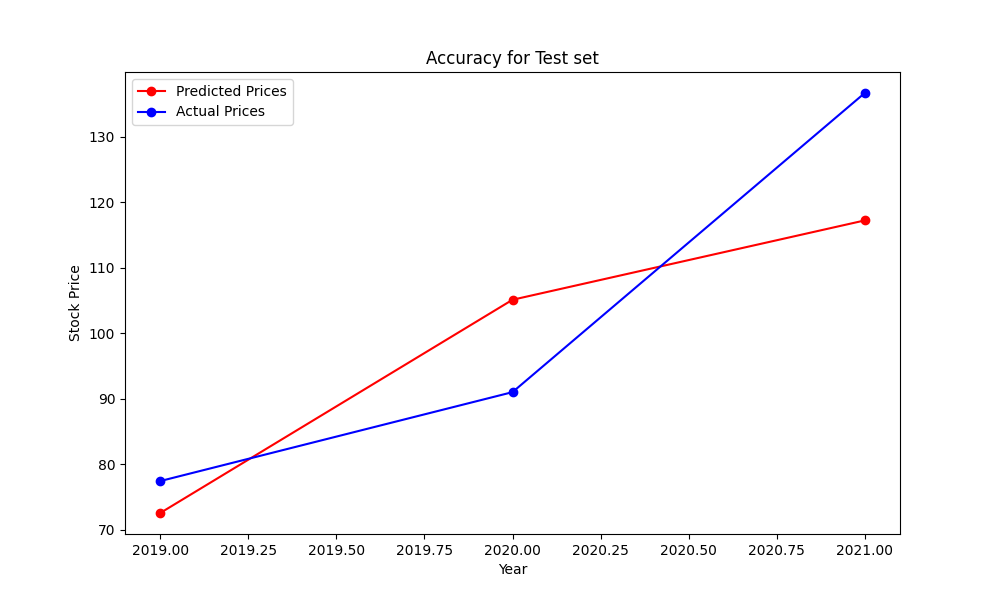 Accuracy for Test set
Predicted Prices
Actual Prices
Stock Price
130
120
110
100
90
80
70
2019.00 2019.25 2019.50 2019.75 2020.00 2020.25 2020.50 2020.75 2021.00
Year